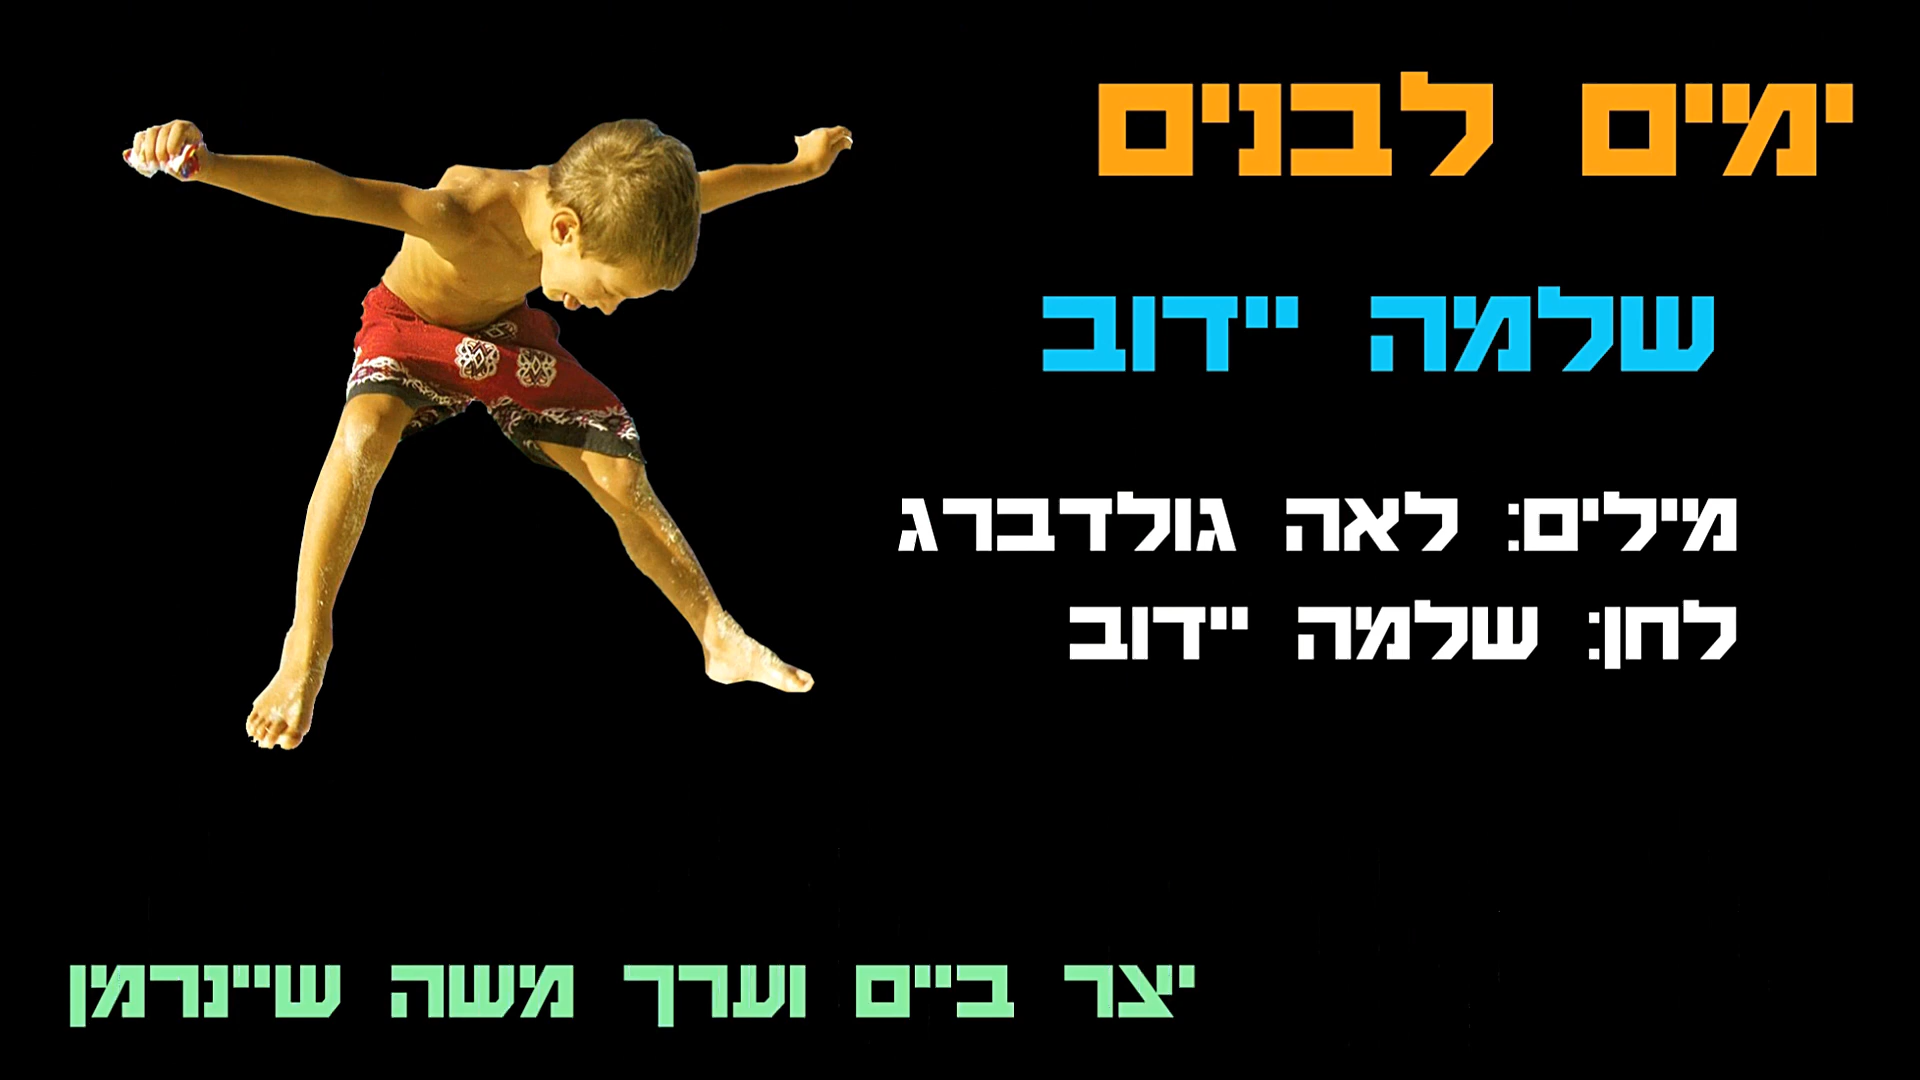 ימים לבנים
שלמה יידוב
מילים: לאה גולדברג
לחן: שלמה יידוב
יצר ביים וערך משה שיינרמן